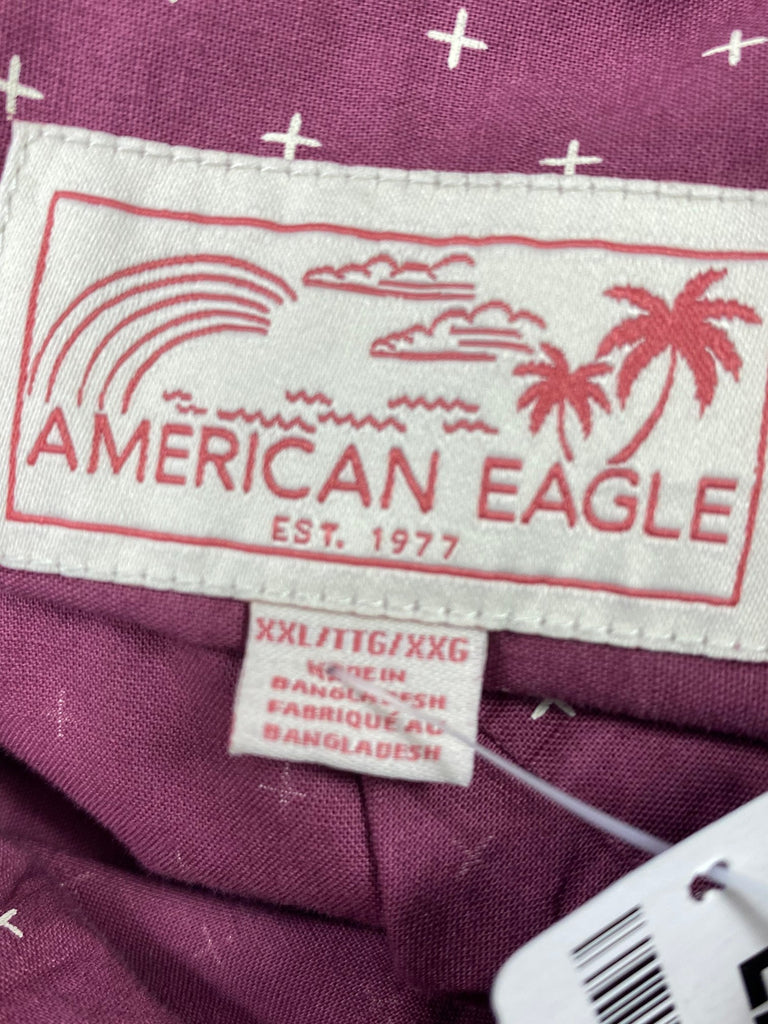 AMERICAN EAGLE
EST. 1977
XXL/TTG/XXG
MADE IN
BANGLADESH
FABRIQUÉ AU
BANGLADESH